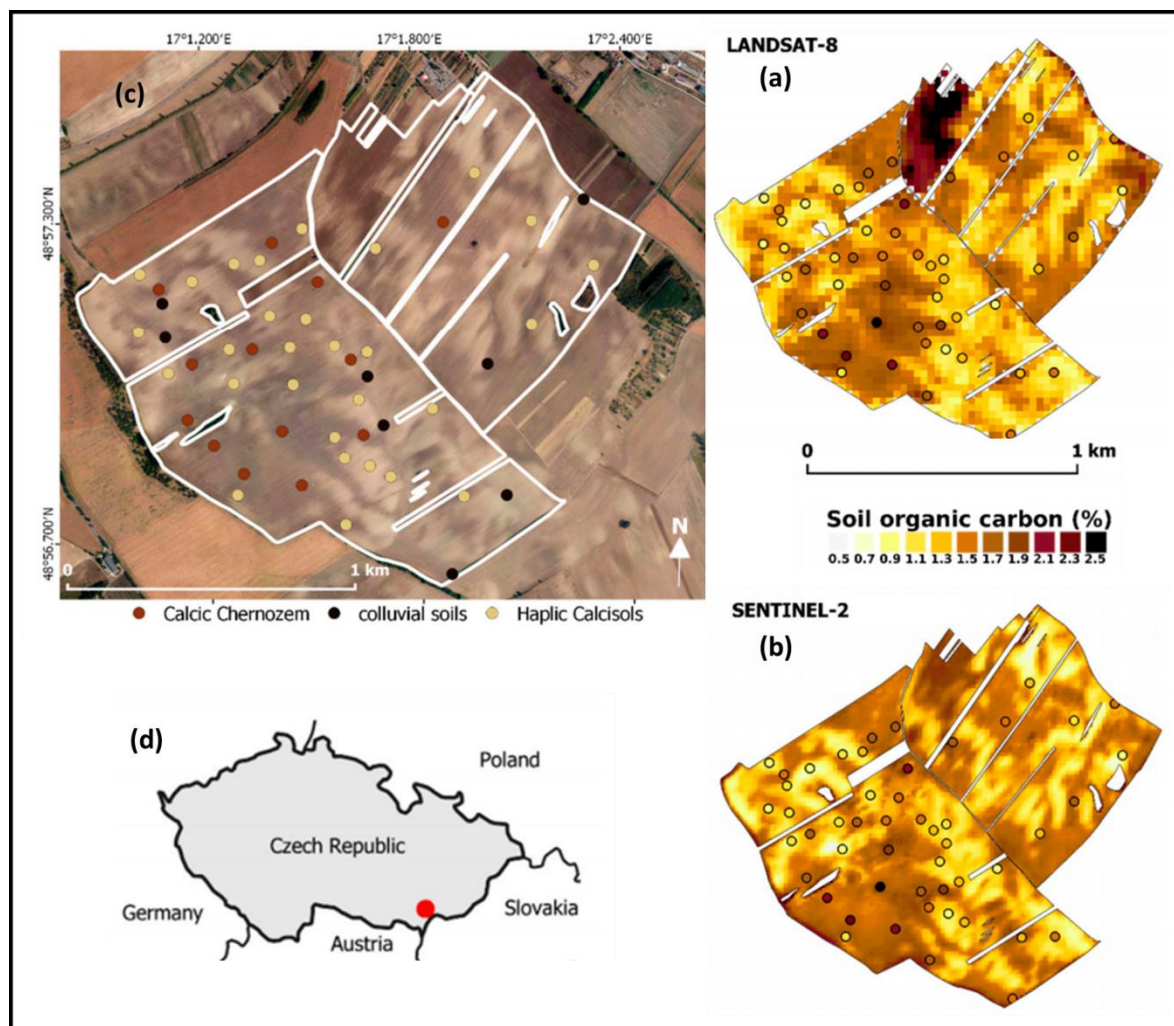 17°1.200'E 17°1.800'E 17°2.400'E
(c)
48°57.300'N
48°56.700'N
N
0 1 km
Calcic Chernozem colluvial soils Haplic Calcisols
LANDSAT-8
(a)
0 1 km
Soil organic carbon (%)
0.5 0.7 0.9 1.1 1.3 1.5 1.7 1.9 2.1 2.3 2.5
SENTINEL-2
(b)
(d)
Poland
Czech Republic
Germany
Slovakia
Austria